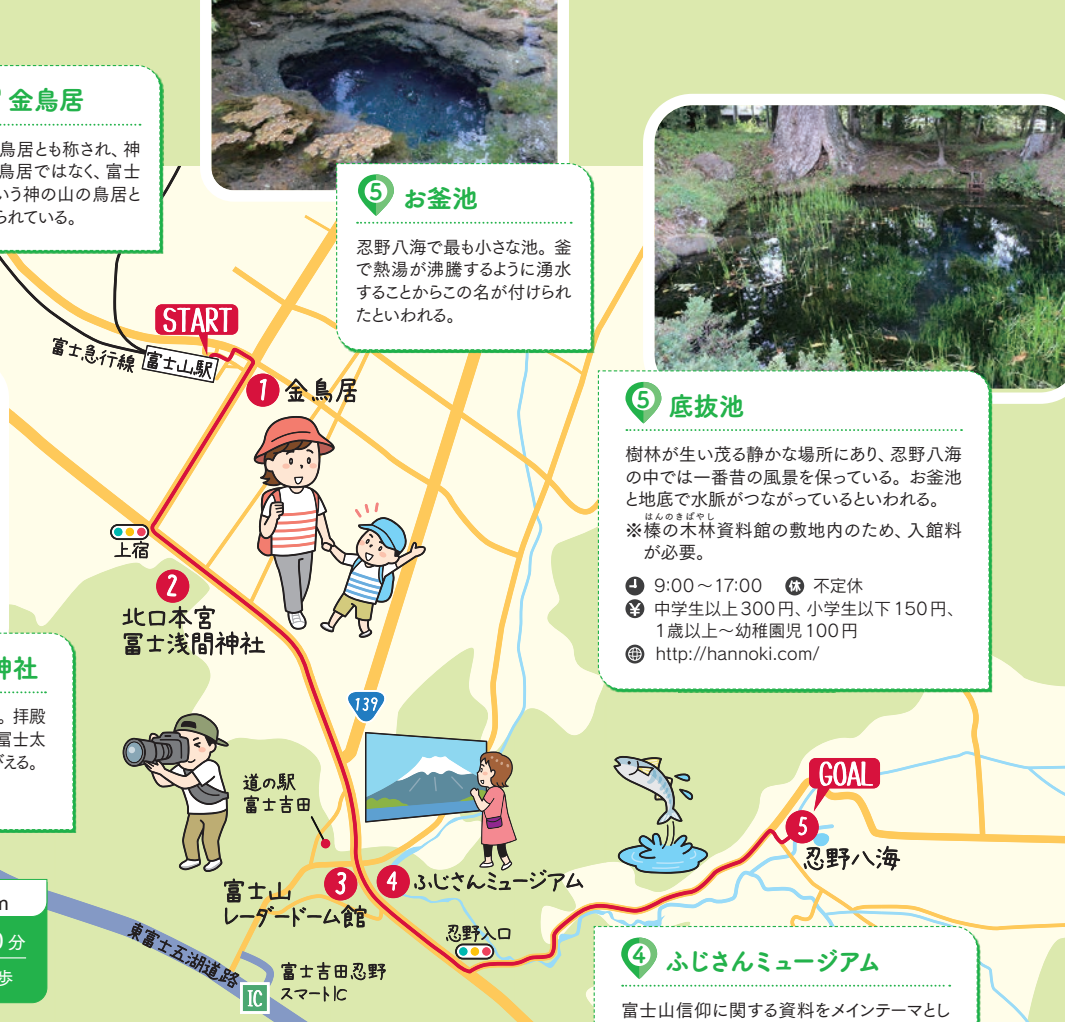 金鳥居
鳥居とも称され、神
鳥居ではなく、富士
いう神の山の鳥居と
られている。
5 お釜池
忍野八海で最も小さな池。釜
で熱湯が沸騰するように湧水
することからこの名が付けられ
たといわれる。
5 底抜池
樹林が生い茂る静かな場所にあり、忍野八海
の中では一番昔の風景を保っている。お釜池
と地底で水脈がつながっているといわれる。
はんのきばやし
※榛の木林資料館の敷地内のため、入館料
が必要。
9:00～17:00 休 不定休
¥ 中学生以上300円、小学生以下150円、
1歳以上～幼稚園児100円
http://hannoki.com/
START
富士急行線 富士山駅
1 金鳥居
上宿
2
北口本宮
冨士浅間神社
神社
。拝殿
冨士太
える。
139
道の駅
富士吉田
GOAL
5
忍野八海
3 4 ふじさんミュージアム
富士山
レーダードーム館
忍野入口
東富士五湖道路
富士吉田忍野
スマートIC
IC
m
分
歩
4 ふじさんミュージアム
富士山信仰に関する資料をメインテーマとし